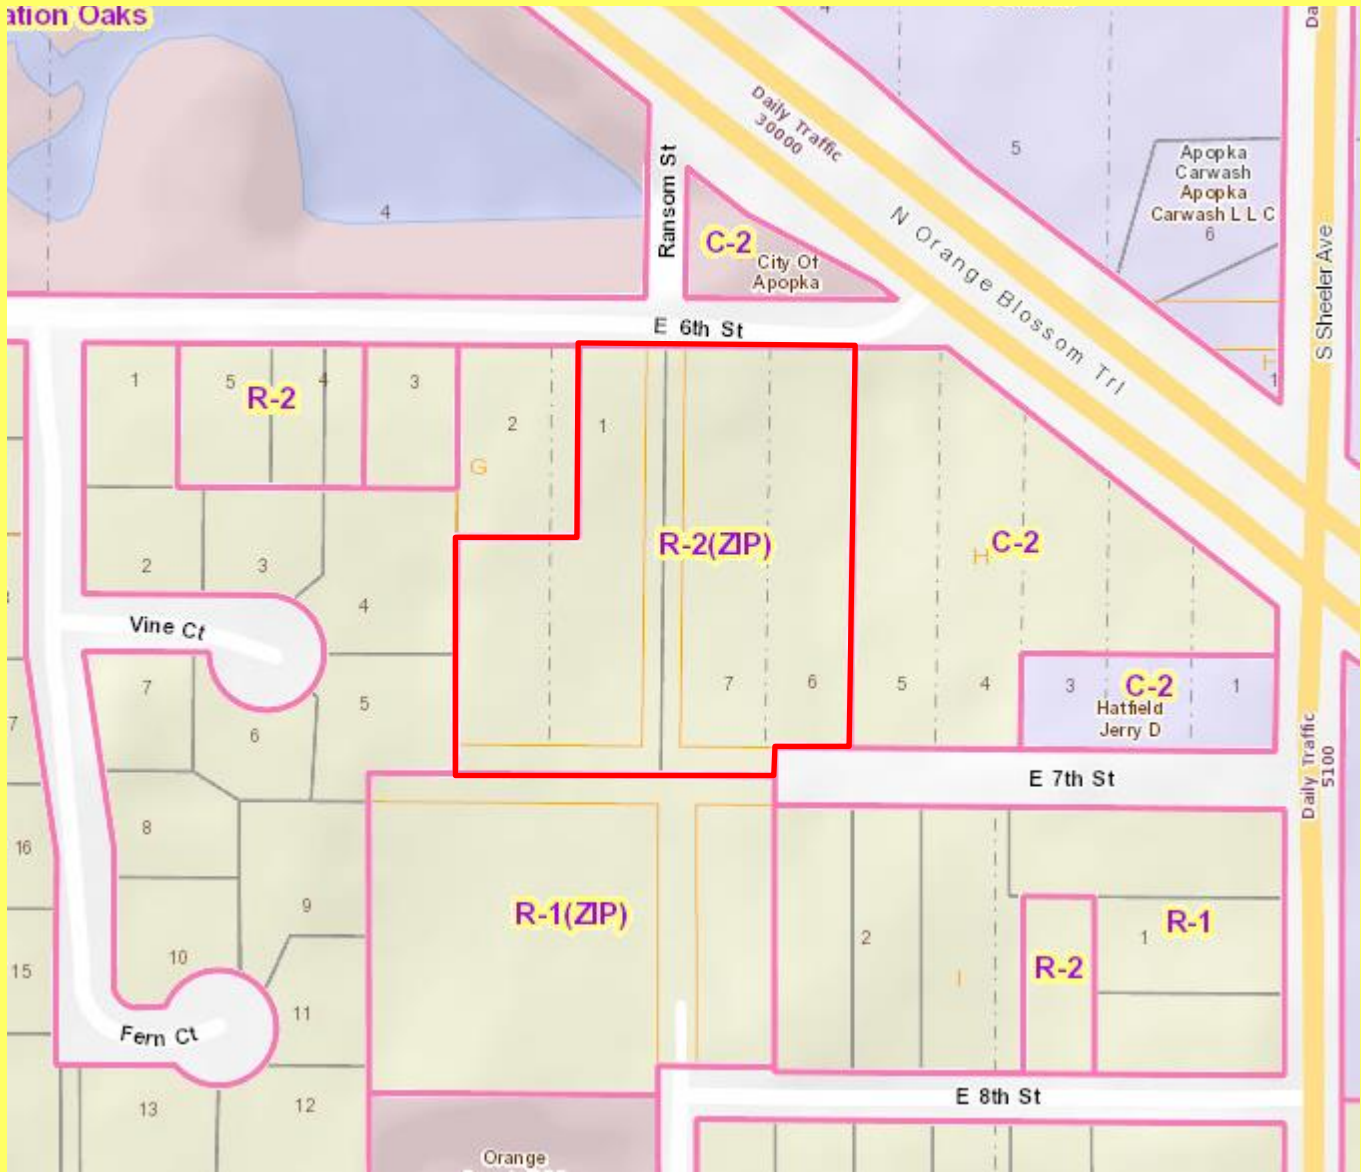 ation Oaks
4
4
5
Apopka
Carwash
Apopka
Carwash L L C
6
Daily Traffic
30000
Ransom St
N Orange Blossom Trl
S Sheeler Ave
C-2
City Of
Apopka
E 6th St
1
5
4
R-2
3
2
1
G
H
1
2
3
4
R-2(ZIP)
H
C-2
Vine Ct
7
6
5
7
7
6
5
4
3
C-2
1
Hatfield
Jerry D
Daily Traffic
5100
E 7th St
16
8
9
10
15
11
Fern Ct
13
12
R-1(ZIP)
2
I
R-2
1
R-1
E 8th St
Orange